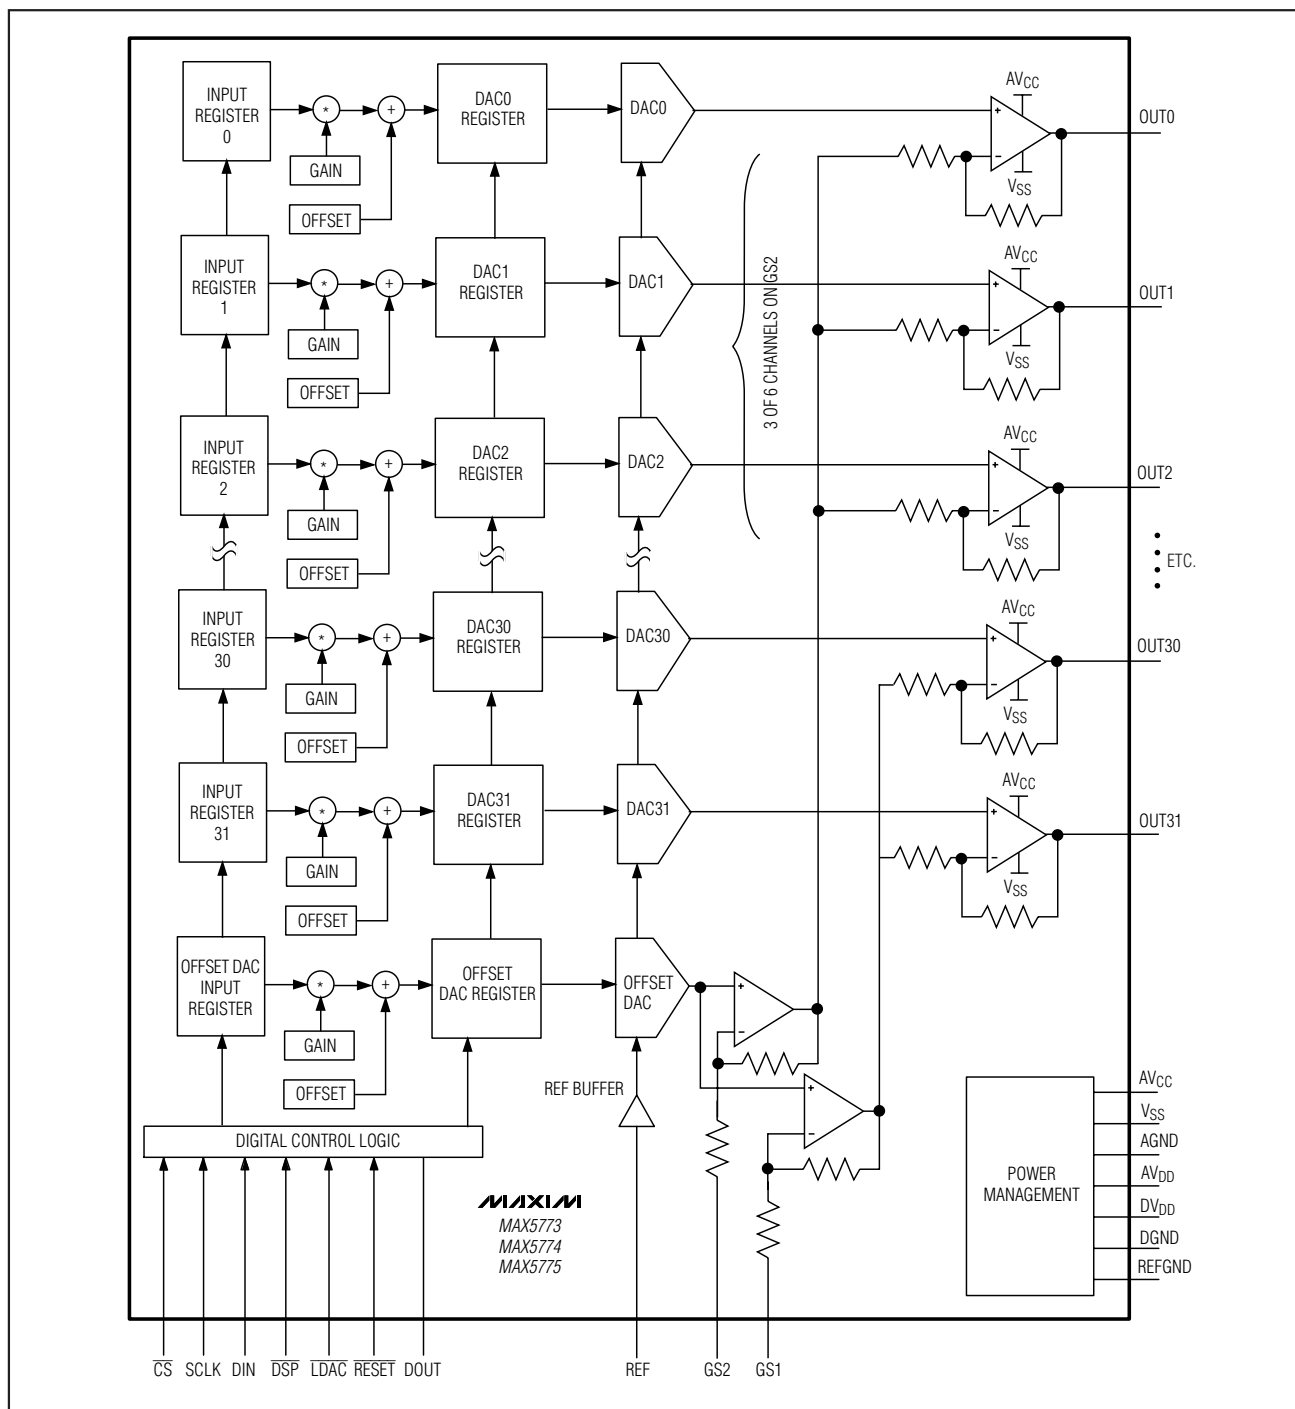 INPUT
REGISTER
0
*
+
GAIN
OFFSET
DAC0
REGISTER
DAC0
AVCC
+
-
VSS
OUT0
INPUT
REGISTER
1
*
+
GAIN
OFFSET
DAC1
REGISTER
DAC1
3 OF 6 CHANNELS ON GS2
AVCC
+
-
VSS
OUT1
INPUT
REGISTER
2
*
+
GAIN
OFFSET
DAC2
REGISTER
DAC2
AVCC
+
-
VSS
OUT2
ETC.
INPUT
REGISTER
30
*
+
GAIN
OFFSET
DAC30
REGISTER
DAC30
AVCC
+
-
VSS
OUT30
INPUT
REGISTER
31
*
+
GAIN
OFFSET
DAC31
REGISTER
DAC31
AVCC
+
-
VSS
OUT31
OFFSET DAC
INPUT
REGISTER
*
+
GAIN
OFFSET
OFFSET
DAC REGISTER
OFFSET
DAC
+
-
REF BUFFER
+
-
DIGITAL CONTROL LOGIC
MAXIM
MAX5773
MAX5774
MAX5775
POWER
MANAGEMENT
AVCC
VSS
AGND
AVDD
DVDD
DGND
REFGND
CS
SCLK
DIN
DSP
LDAC
RESET
DOUT
REF
GS2
GS1